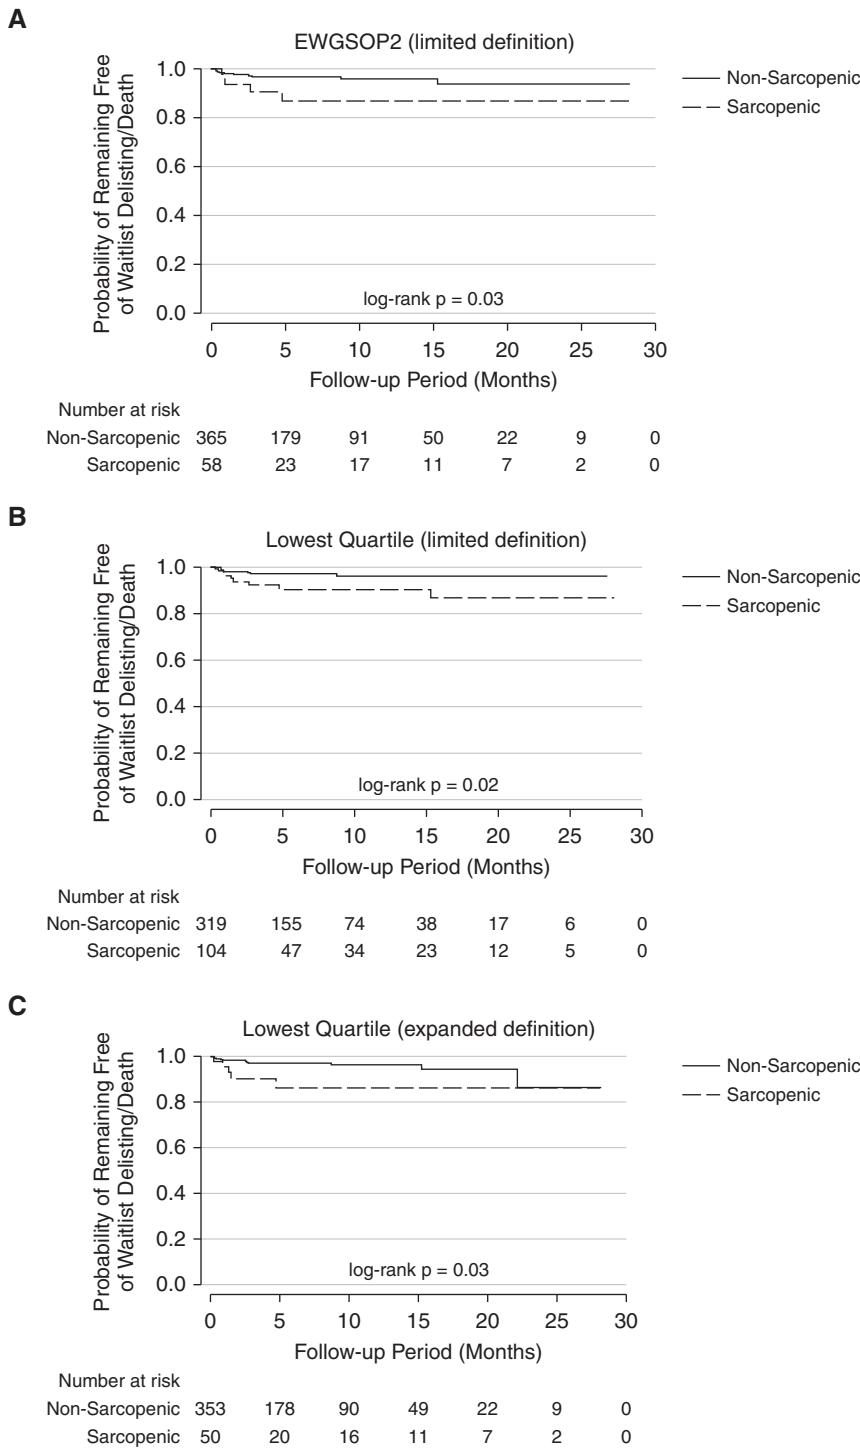 A
EWGSOP2 (limited definition)
Probability of Remaining Free
of Waitlist Delisting/Death
1.0
0.8
0.6
0.4
0.2
0.0
Non-Sarcopenic
Sarcopenic
log-rank p = 0.03
0 5 10 15 20 25 30
Follow-up Period (Months)
Number at risk
Non-Sarcopenic 365 179 91 50 22 9 0
Sarcopenic 58 23 17 11 7 2 0
B
Lowest Quartile (limited definition)
Probability of Remaining Free
of Waitlist Delisting/Death
1.0
0.8
0.6
0.4
0.2
0.0
Non-Sarcopenic
Sarcopenic
log-rank p = 0.02
0 5 10 15 20 25 30
Follow-up Period (Months)
Number at risk
Non-Sarcopenic 319 155 74 38 17 6 0
Sarcopenic 104 47 34 23 12 5 0
C
Lowest Quartile (expanded definition)
Probability of Remaining Free
of Waitlist Delisting/Death
1.0
0.8
0.6
0.4
0.2
0.0
Non-Sarcopenic
Sarcopenic
log-rank p = 0.03
0 5 10 15 20 25 30
Follow-up Period (Months)
Number at risk
Non-Sarcopenic 353 178 90 49 22 9 0
Sarcopenic 50 20 16 11 7 2 0